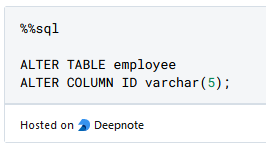 %%sql
ALTER TABLE employee
ALTER COLUMN ID varchar(5);
Hosted on Deepnote